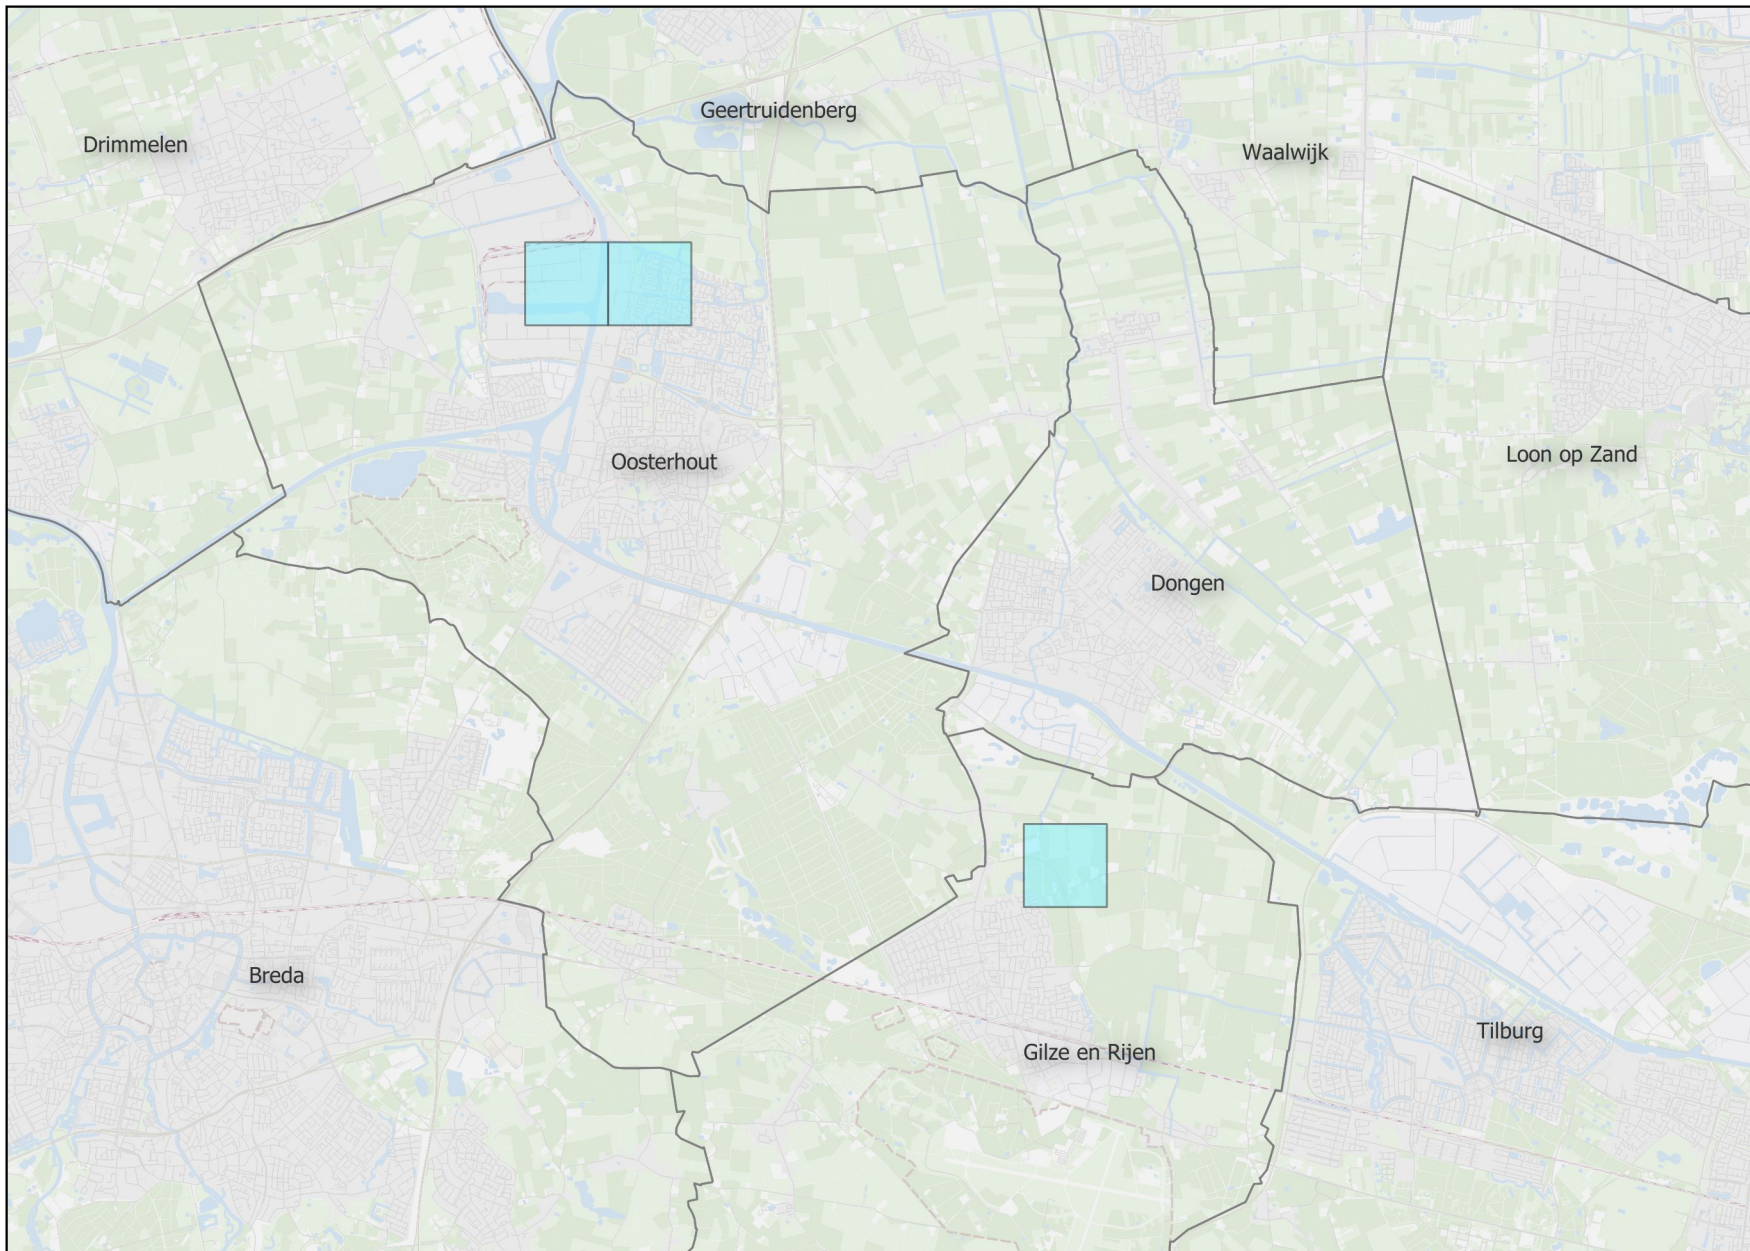 Geertruidenberg
Drimmelen
Waalwijk
Loon op Zand
Oosterhout
Dongen
Breda
Tilburg
Gilze en Rijen